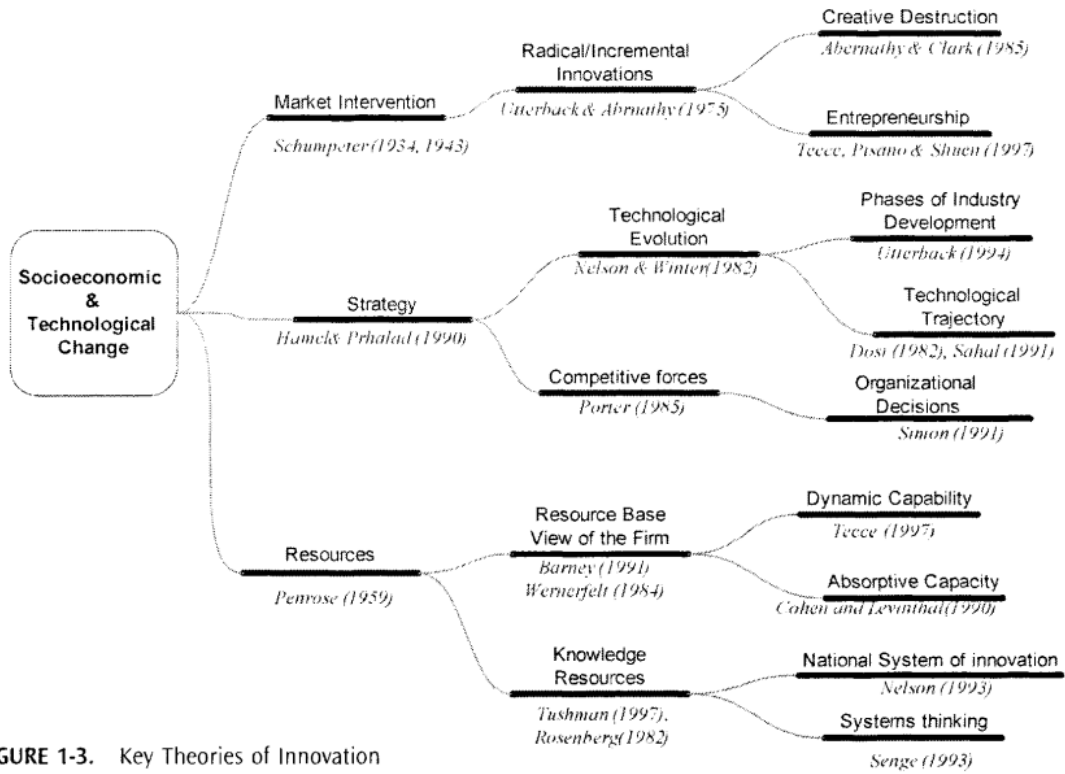 Creative Destruction
Abernathy & Clark (1985)
Radical/Incremental
Innovations
Utterback & Abrnathy (1975)
Market Intervention
Schumpeter (1934, 1943)
Entrepreneurship
Teece, Pisano & Shuen (1997)
Socioeconomic
&
Technological
Change
Phases of Industry
Development
Utterback (1994)
Technological
Evolution
Nelson & Winter(1982)
Strategy
Hamel& Prhalad (1990)
Technological
Trajectory
Dosi (1982), Sahal (1991)
Competitive forces
Porter (1985)
Organizational
Decisions
Simon (1991)
Dynamic Capability
Teece (1997)
Resource Base
View of the Firm
Barney (1991)
Wernerfelt (1984)
Resources
Penrose (1959)
Absorptive Capacity
Cohen and Levinthal(1990)
Knowledge
Resources
Tushman (1997),
Rosenberg(1982)
National System of innovation
Nelson (1993)
Systems thinking
Senge (1993)
GURE 1-3. Key Theories of Innovation